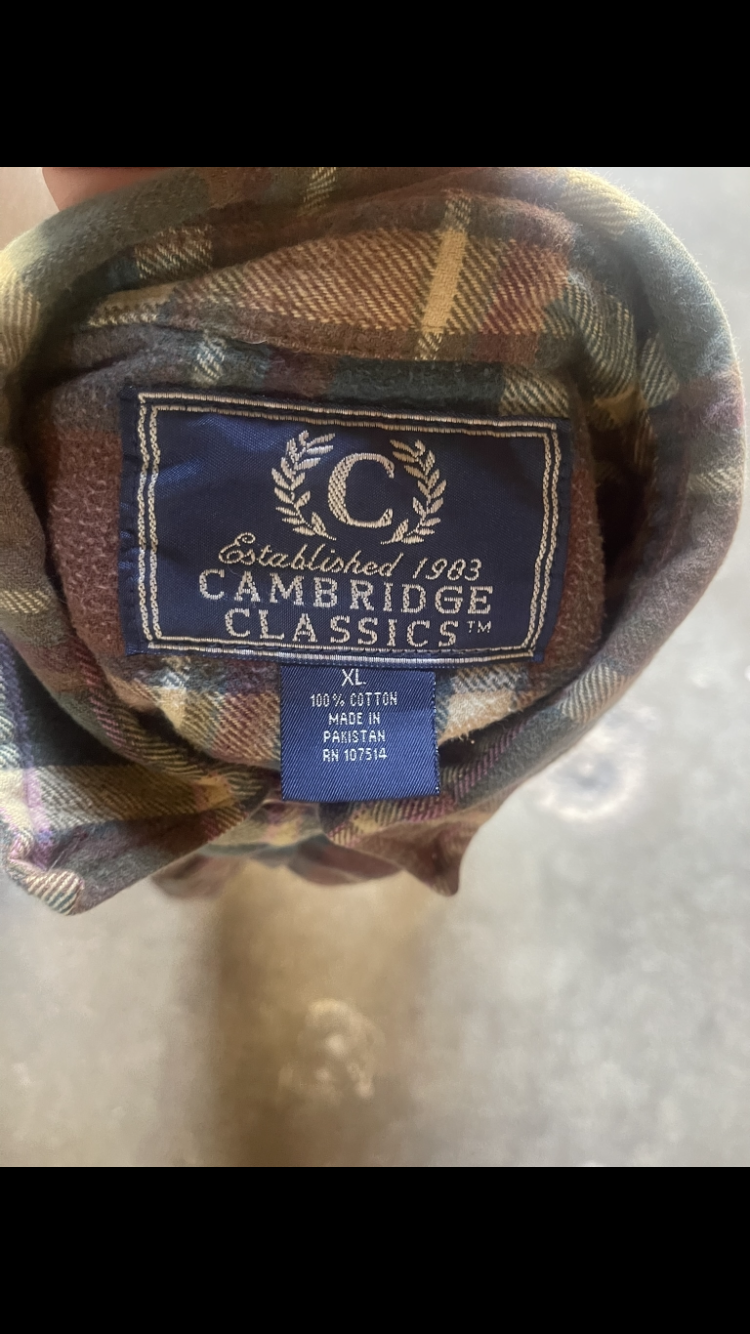 C
Established 1983
CAMBRIDGE
CLASSICS™
XL
100% COTTON
MADE IN
PAKISTAN
RN 107514